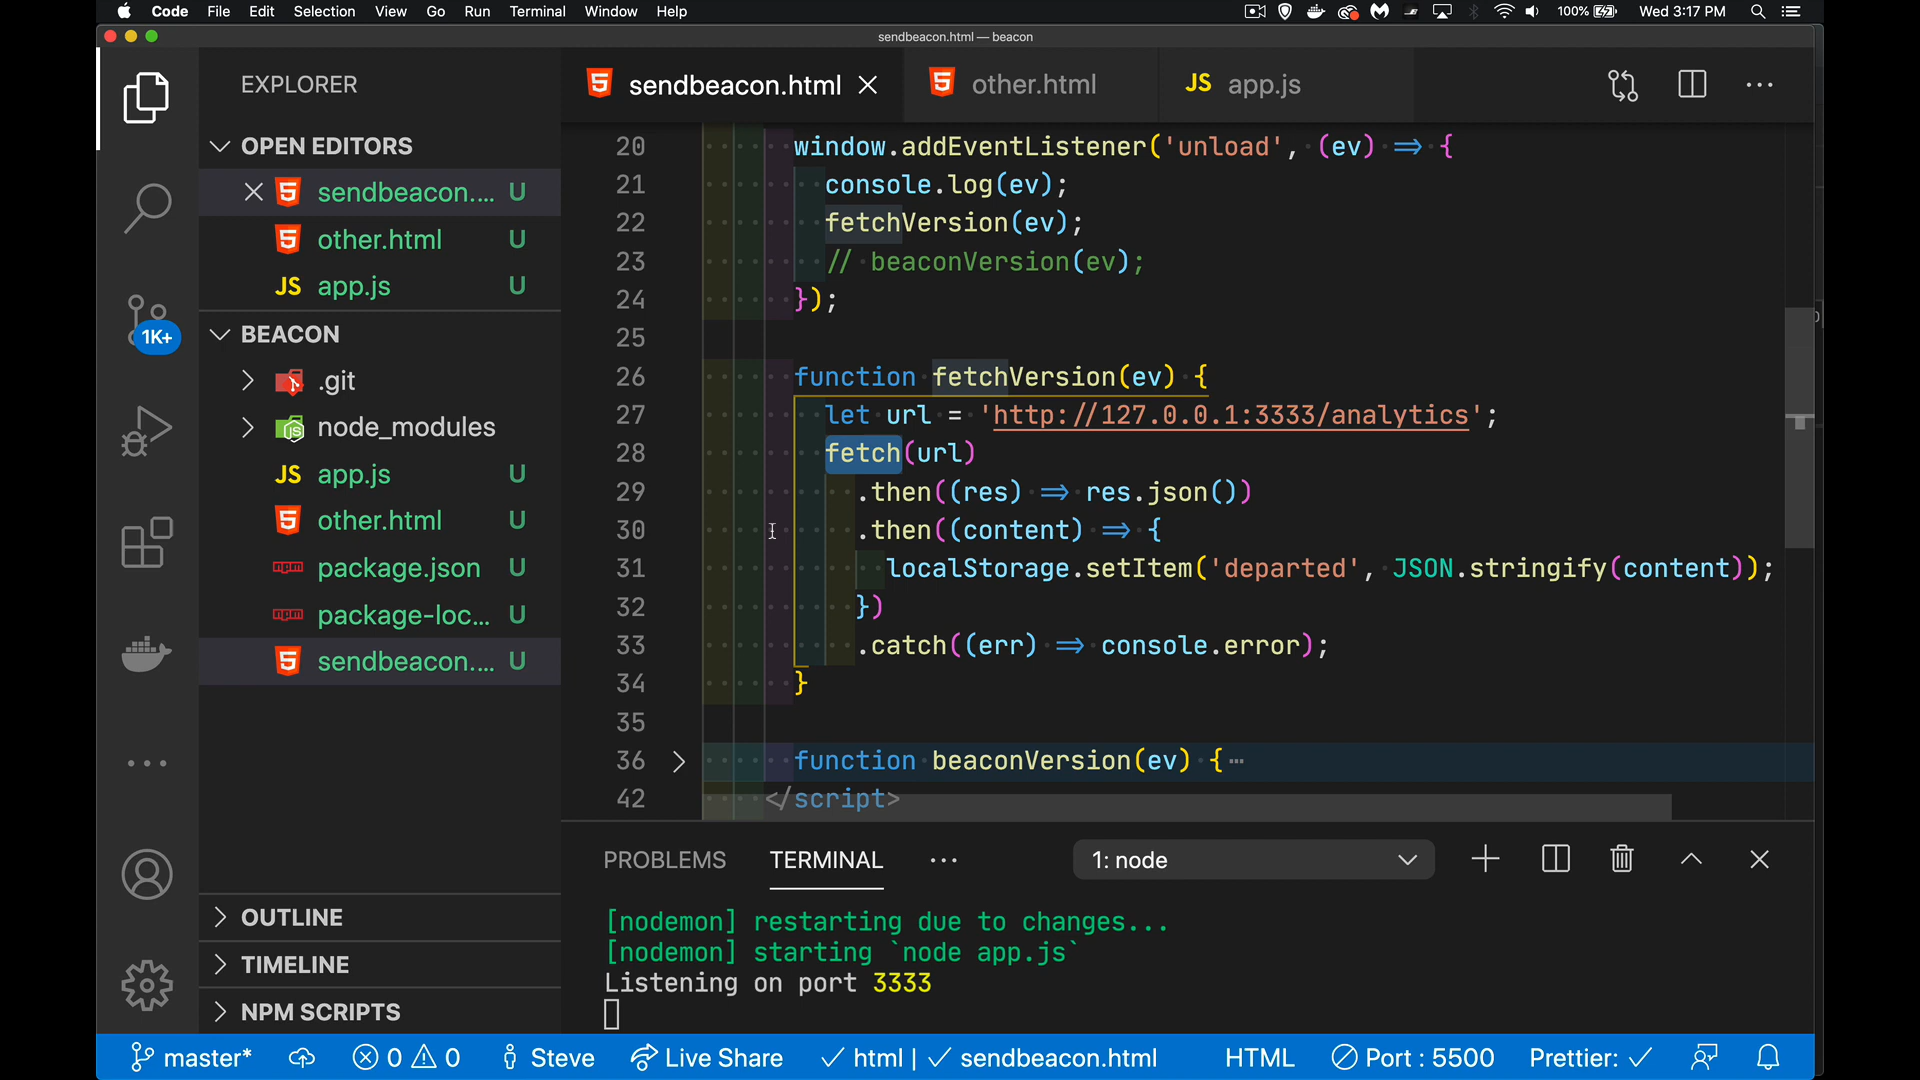 Code File Edit Selection View Go Run Terminal Window Help 100% Wed 3:17 PM
sendbeacon.html — beacon
EXPLORER
sendbeacon.html
other.html
JS app.js
OPEN EDITORS
sendbeacon.... U
other.html U
JS app.js U
1K+
BEACON
.git
node_modules
JS app.js U
other.html U
package.json U
package-loc... U
sendbeacon.... U
OUTLINE
TIMELINE
NPM SCRIPTS
20 window.addEventListener('unload', (ev) => {
21 console.log(ev);
22 fetchVersion(ev);
23 // beaconVersion(ev);
24 });
25
26 function fetchVersion(ev) {
27 let url = 'http://127.0.0.1:3333/analytics';
28 fetch(url)
29 .then((res) => res.json())
30 .then((content) => {
31 localStorage.setItem('departed', JSON.stringify(content));
32 })
33 .catch((err) => console.error);
34 }
35
36 function beaconVersion(ev) {…
42 </script>
PROBLEMS TERMINAL 1: node
[nodemon] restarting due to changes...
[nodemon] starting `node app.js`
Listening on port 3333
master* 0 0 Steve Live Share html | sendbeacon.html HTML Port : 5500 Prettier: